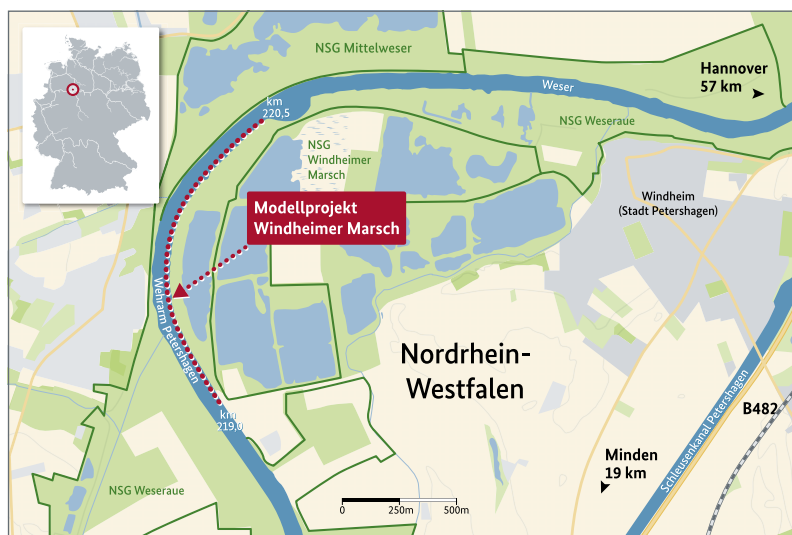 NSG Mittelweser
Hannover
57 km
Weser
km
220,5
NSG Weseraue
NSG
Windheimer
Marsch
Windheim
(Stadt Petershagen)
Modellprojekt
Windheimer Marsch
Wehrarm Petershagen
Nordrhein-
Westfalen
Schleusenkanal Petershagen
B482
km
219,0
Minden
19 km
NSG Weseraue
0
250m
500m